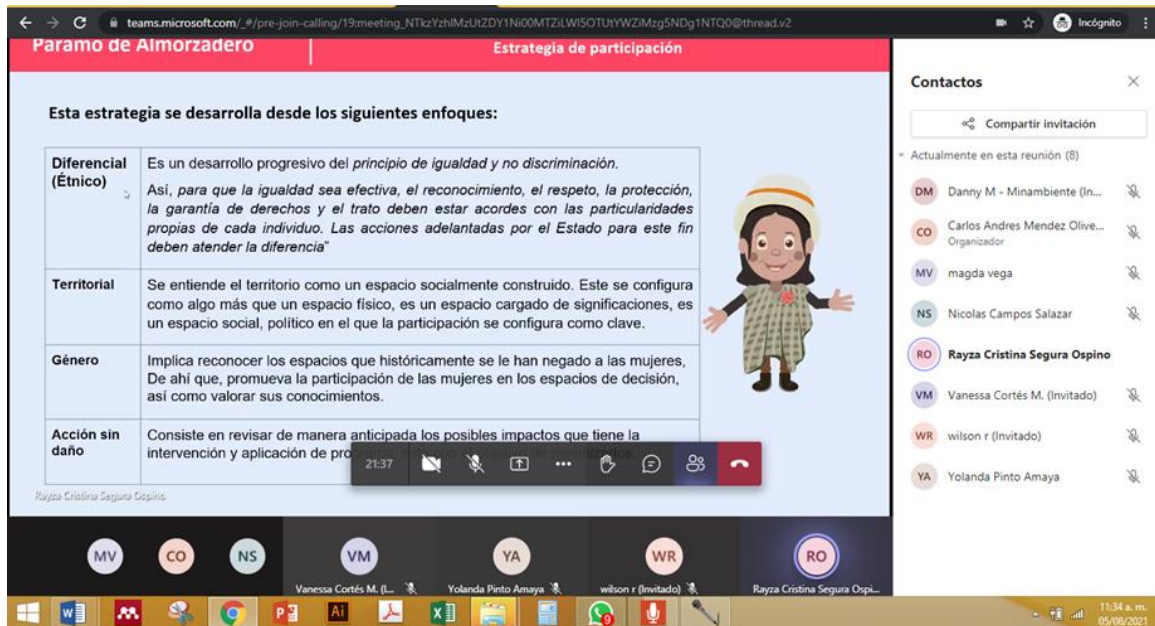 teams.microsoft.com/_#/pre-join-calling/19:meeting_NTkzYzhlMzUtZDY1Ni00MTZiLWI5OTUtYWZiMzg5NDg1NTQ0@thread.v2
Incógnito
Páramo de Almorzadero
Estrategia de participación
Esta estrategia se desarrolla desde los siguientes enfoques:
Diferencial
(Étnico)
Es un desarrollo progresivo del principio de igualdad y no discriminación.
Así, para que la igualdad sea efectiva, el reconocimiento, el respeto, la protección,
la garantía de derechos y el trato deben estar acordes con las particularidades
propias de cada individuo. Las acciones adelantadas por el Estado para este fin
deben atender la diferencia"
Territorial
Se entiende el territorio como un espacio socialmente construido. Este se configura
como algo más que un espacio físico, es un espacio cargado de significaciones, es
un espacio social, político en el que la participación se configura como clave.
Género
Implica reconocer los espacios que históricamente se le han negado a las mujeres,
De ahí que, promueva la participación de las mujeres en los espacios de decisión,
así como valorar sus conocimientos.
Acción sin
daño
Consiste en revisar de manera anticipada los posibles impactos que tiene la
intervención y aplicación de
21:37
Rayza Cristina Segura Ospino
MV
CO
NS
VM
YA
WR
RO
Vanessa Cortés M. (I...
Yolanda Pinto Amaya
wilson r (Invitado)
Rayza Cristina Segura Ospi...
Contactos
Compartir invitación
Actualmente en esta reunión (8)
DM Danny M - Minambiente (In...
CO Carlos Andres Mendez Olive...
Organizador
MV magda vega
NS Nicolas Campos Salazar
RO Rayza Cristina Segura Ospino
VM Vanessa Cortés M. (Invitado)
WR wilson r (Invitado)
YA Yolanda Pinto Amaya
11:34 a. m.
05/08/2021